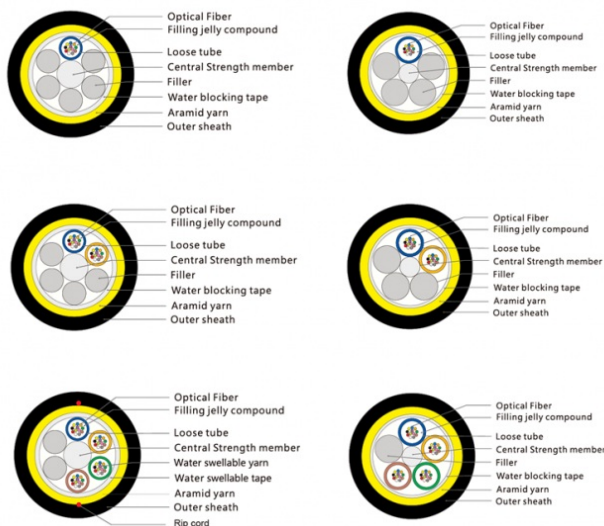 Optical Fiber
Filling jelly compound
Loose tube
Central Strength member
Filler
Water blocking tape
Aramid yarn
Outer sheath
Optical Fiber
Filling jelly compound
Loose tube
Central Strength member
Filler
Water blocking tape
Aramid yarn
Outer sheath
Optical Fiber
Filling jelly compound
Loose tube
Central Strength member
Filler
Water blocking tape
Aramid yarn
Outer sheath
Optical Fiber
Filling jelly compound
Loose tube
Central Strength member
Filler
Water blocking tape
Aramid yarn
Outer sheath
Optical Fiber
Filling jelly compound
Loose tube
Central Strength member
Water swellable yarn
Water swellable tape
Aramid yarn
Outer sheath
Rip cord
Optical Fiber
Filling jelly compound
Loose tube
Central Strength member
Filler
Water blocking tape
Aramid yarn
Outer sheath